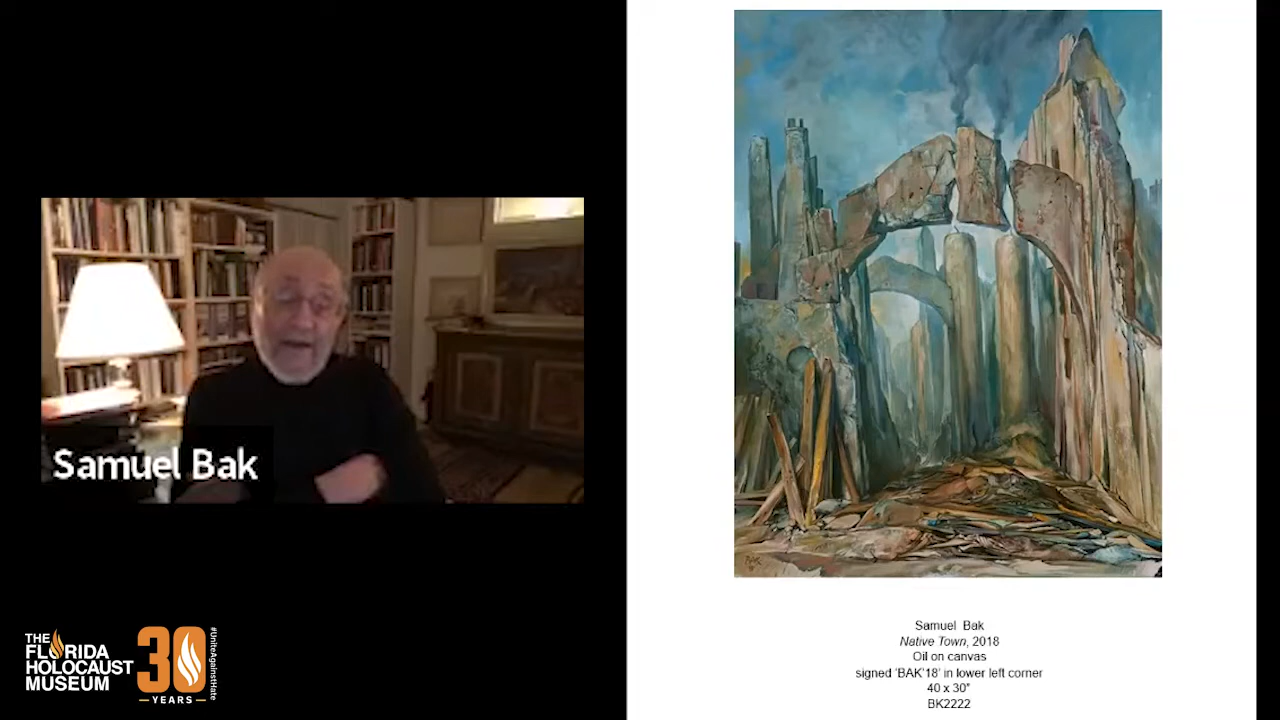 Samuel Bak
THE
FLORIDA
HOLOCAUST
MUSEUM
30
YEARS
#UniteAgainstHate
Samuel Bak
Native Town, 2018
Oil on canvas
signed ‘BAK’18’ in lower left corner
40 x 30”
BK2222